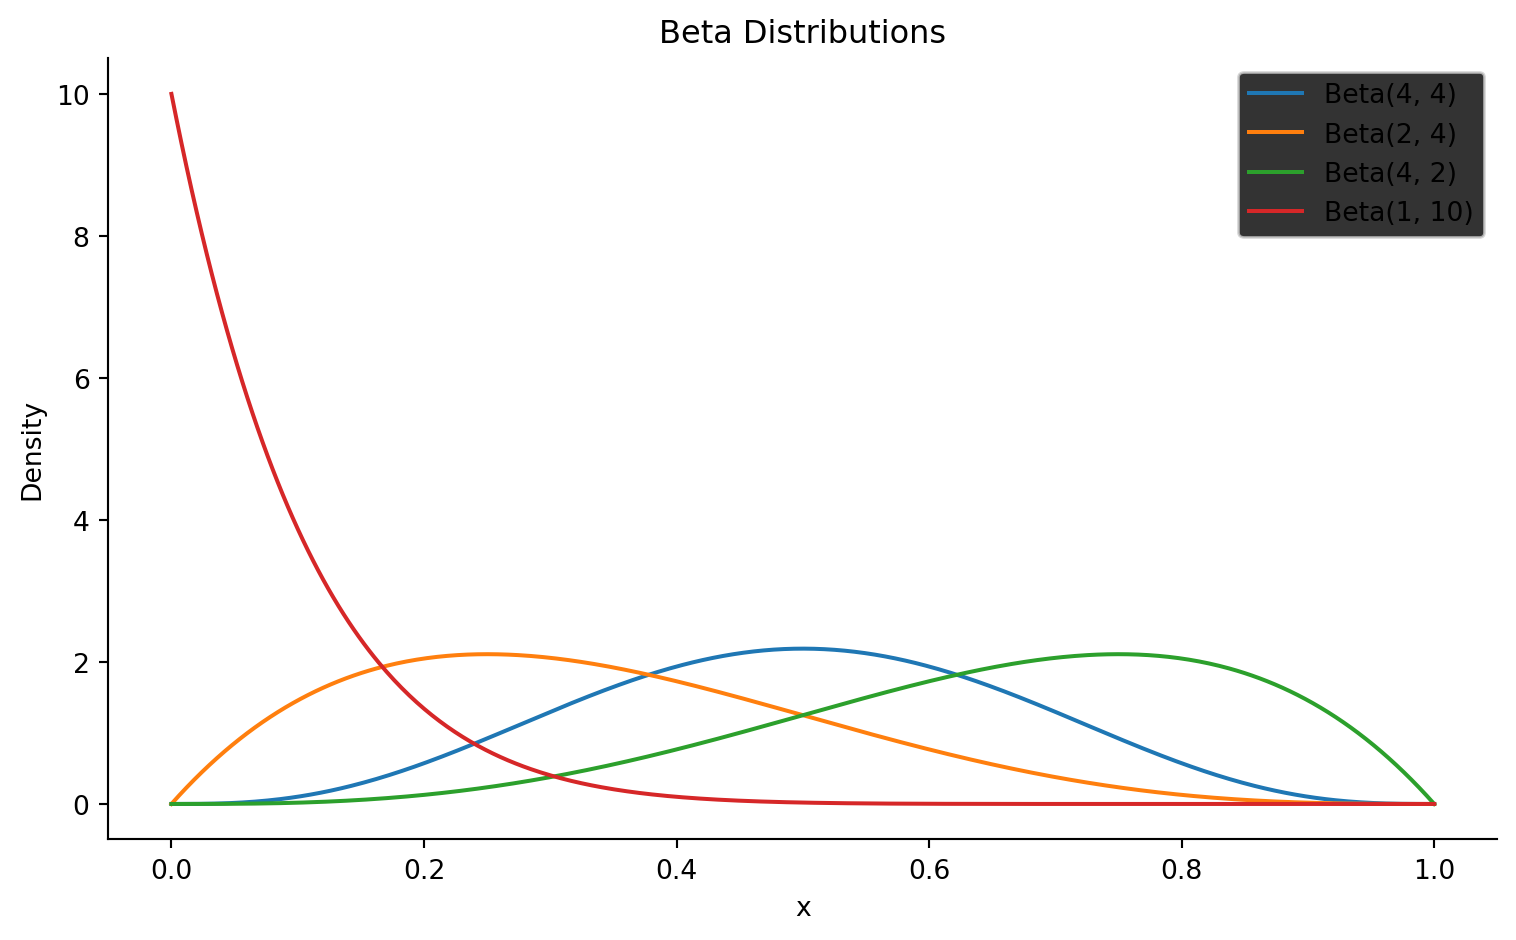 Beta Distributions
10
8
6
4
2
0
Density
Beta(4, 4)
Beta(2, 4)
Beta(4, 2)
Beta(1, 10)
0.0 0.2 0.4 0.6 0.8 1.0
x